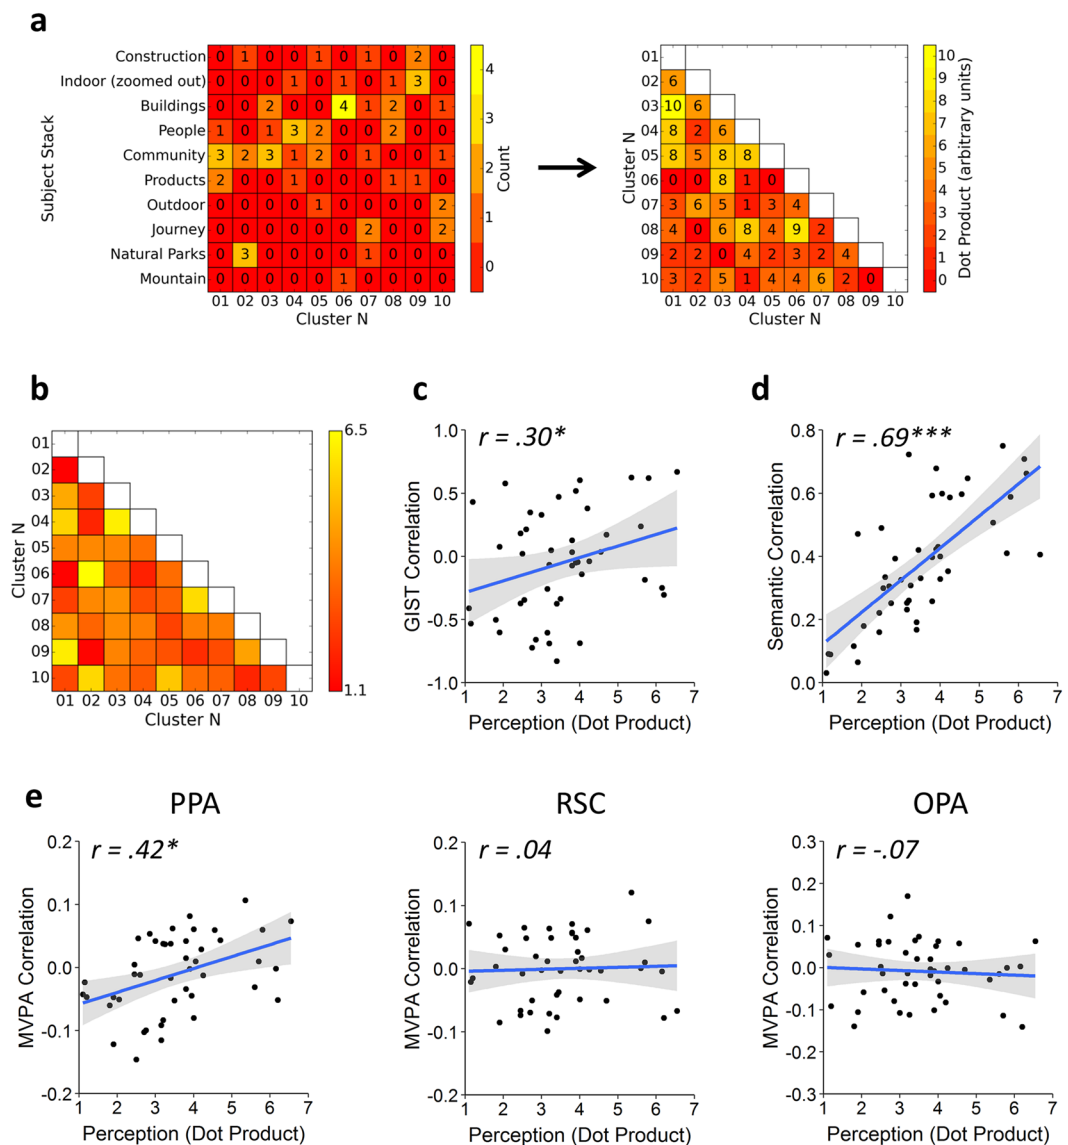 a
Subject Stack
Construction 0 1 0 0 1 0 1 0 2 0
Indoor (zoomed out) 0 0 0 1 0 1 0 1 3 0
Buildings 0 0 2 0 0 4 1 2 0 1
People 1 0 1 3 2 0 0 2 0 0
Community 3 2 3 1 2 0 1 0 0 1
Products 2 0 0 1 0 0 0 1 1 0
Outdoor 0 0 0 0 1 0 0 0 0 2
Journey 0 0 0 0 0 0 2 0 0 2
Natural Parks 0 3 0 0 0 0 1 0 0 0
Mountain 0 0 0 0 0 1 0 0 0 0
01 02 03 04 05 06 07 08 09 10
Cluster N
4
3
2
1
0
Count
Cluster N
01
02 6
03 10 6
04 8 2 6
05 8 5 8 8
06 0 0 8 1 0
07 3 6 5 1 3 4
08 4 0 6 8 4 9 2
09 2 2 0 4 2 3 2 4
10 3 2 5 1 4 4 6 2 0
01 02 03 04 05 06 07 08 09 10
Cluster N
10
9
8
7
6
5
4
3
2
1
0
Dot Product (arbitrary units)
b
Cluster N
01
02
03
04
05
06
07
08
09
10
01 02 03 04 05 06 07 08 09 10
Cluster N
6.5
1.1
c
r = .30*
GIST Correlation
1.0
0.5
0.0
-0.5
-1.0
1 2 3 4 5 6 7
Perception (Dot Product)
d
r = .69***
Semantic Correlation
0.8
0.6
0.4
0.2
0.0
1 2 3 4 5 6 7
Perception (Dot Product)
e
PPA
r = .42*
MVPA Correlation
0.2
0.1
0.0
-0.1
-0.2
1 2 3 4 5 6 7
Perception (Dot Product)
RSC
r = .04
MVPA Correlation
0.2
0.1
0.0
-0.1
-0.2
1 2 3 4 5 6 7
Perception (Dot Product)
OPA
r = -.07
MVPA Correlation
0.3
0.2
0.1
0.0
-0.1
-0.2
-0.3
1 2 3 4 5 6 7
Perception (Dot Product)